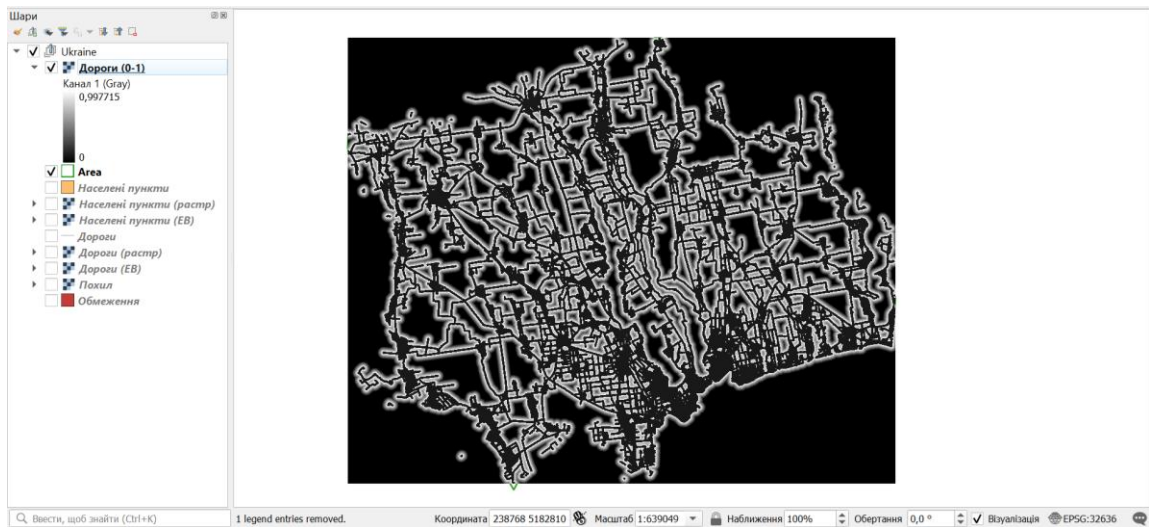 Шари
Ukraine
Дороги (0-1)
Канал 1 (Gray)
0,997715
0
Area
Населені пункти
Населені пункти (растр)
Населені пункти (ЕВ)
Дороги
Дороги (растр)
Дороги (ЕВ)
Похил
Обмеження
Ввести, щоб знайти (Ctrl+K) 1 legend entries removed. Координата 238768 5182810 Масштаб 1:639049 Наближення 100% Обертання 0,0 ° Візуалізація EPSG:32636